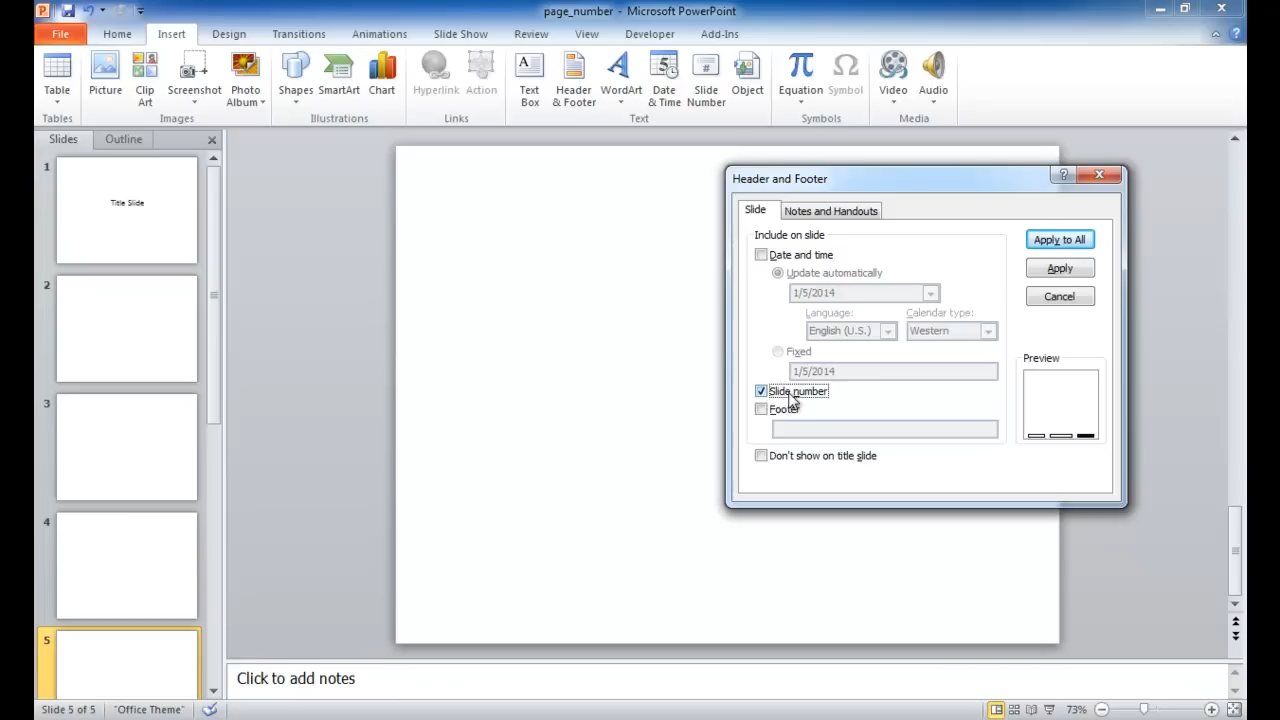 page_number - Microsoft PowerPoint
File Home Insert Design Transitions Animations Slide Show Review View Developer Add-Ins
Table Picture Clip Art Screenshot Photo Album Shapes SmartArt Chart Hyperlink Action Text Box Header & Footer WordArt Date & Time Slide Number Object Equation Symbol Video Audio
Tables Images Illustrations Links Text Symbols Media
Slides Outline
1
Title Slide
2
3
4
5
Header and Footer
Slide Notes and Handouts
Include on slide
Date and time
Update automatically
1/5/2014
Language: Calendar type:
English (U.S.) Western
Fixed
1/5/2014
Slide number
Footer
Don't show on title slide
Apply to All
Apply
Cancel
Preview
Click to add notes
Slide 5 of 5 "Office Theme" 73%